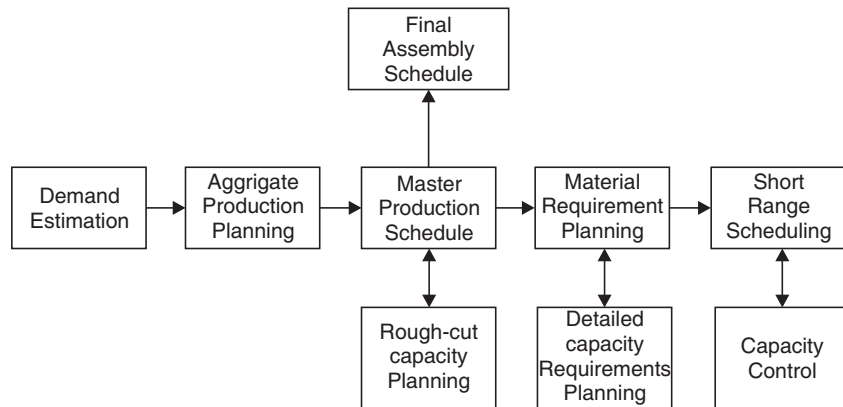 Final
Assembly
Schedule
Demand
Estimation
Aggrigate
Production
Planning
Master
Production
Schedule
Material
Requirement
Planning
Short
Range
Scheduling
Rough-cut
capacity
Planning
Detailed
capacity
Requirements
Planning
Capacity
Control